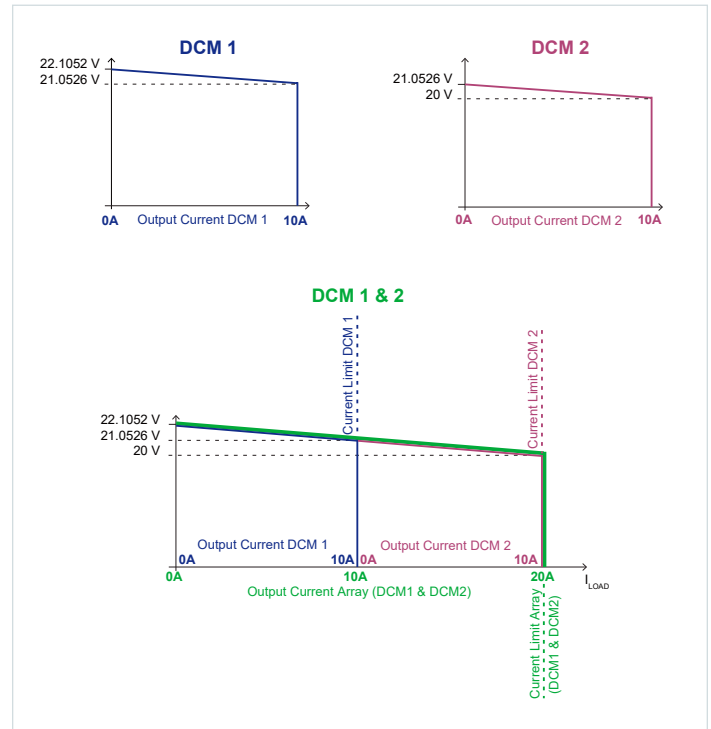 DCM 1
22.1052 V
21.0526 V
0A
Output Current DCM 1
10A
DCM 2
21.0526 V
20 V
0A
Output Current DCM 2
10A
DCM 1 & 2
Current Limit DCM 1
Current Limit DCM 2
22.1052 V
21.0526 V
20 V
Output Current DCM 1
Output Current DCM 2
0A
10A
0A
10A
0A
10A
20A
ILOAD
Output Current Array (DCM1 & DCM2)
Current Limit Array
(DCM1 & DCM2)